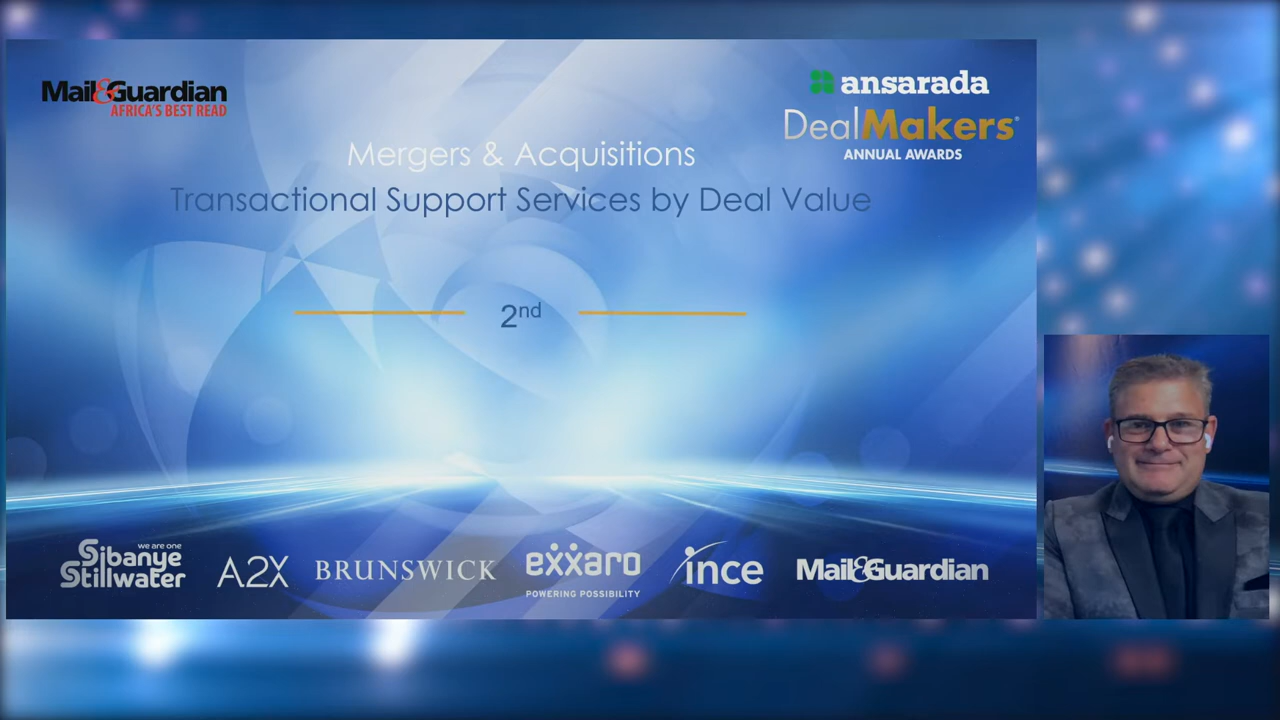 Mail&Guardian
AFRICA'S BEST READ
ansarada
DealMakers®
ANNUAL AWARDS
Mergers & Acquisitions
Transactional Support Services by Deal Value
2nd
we are one
Sibanye
Stillwater
A2X
BRUNSWICK
exxaro
POWERING POSSIBILITY
ince
Mail&Guardian